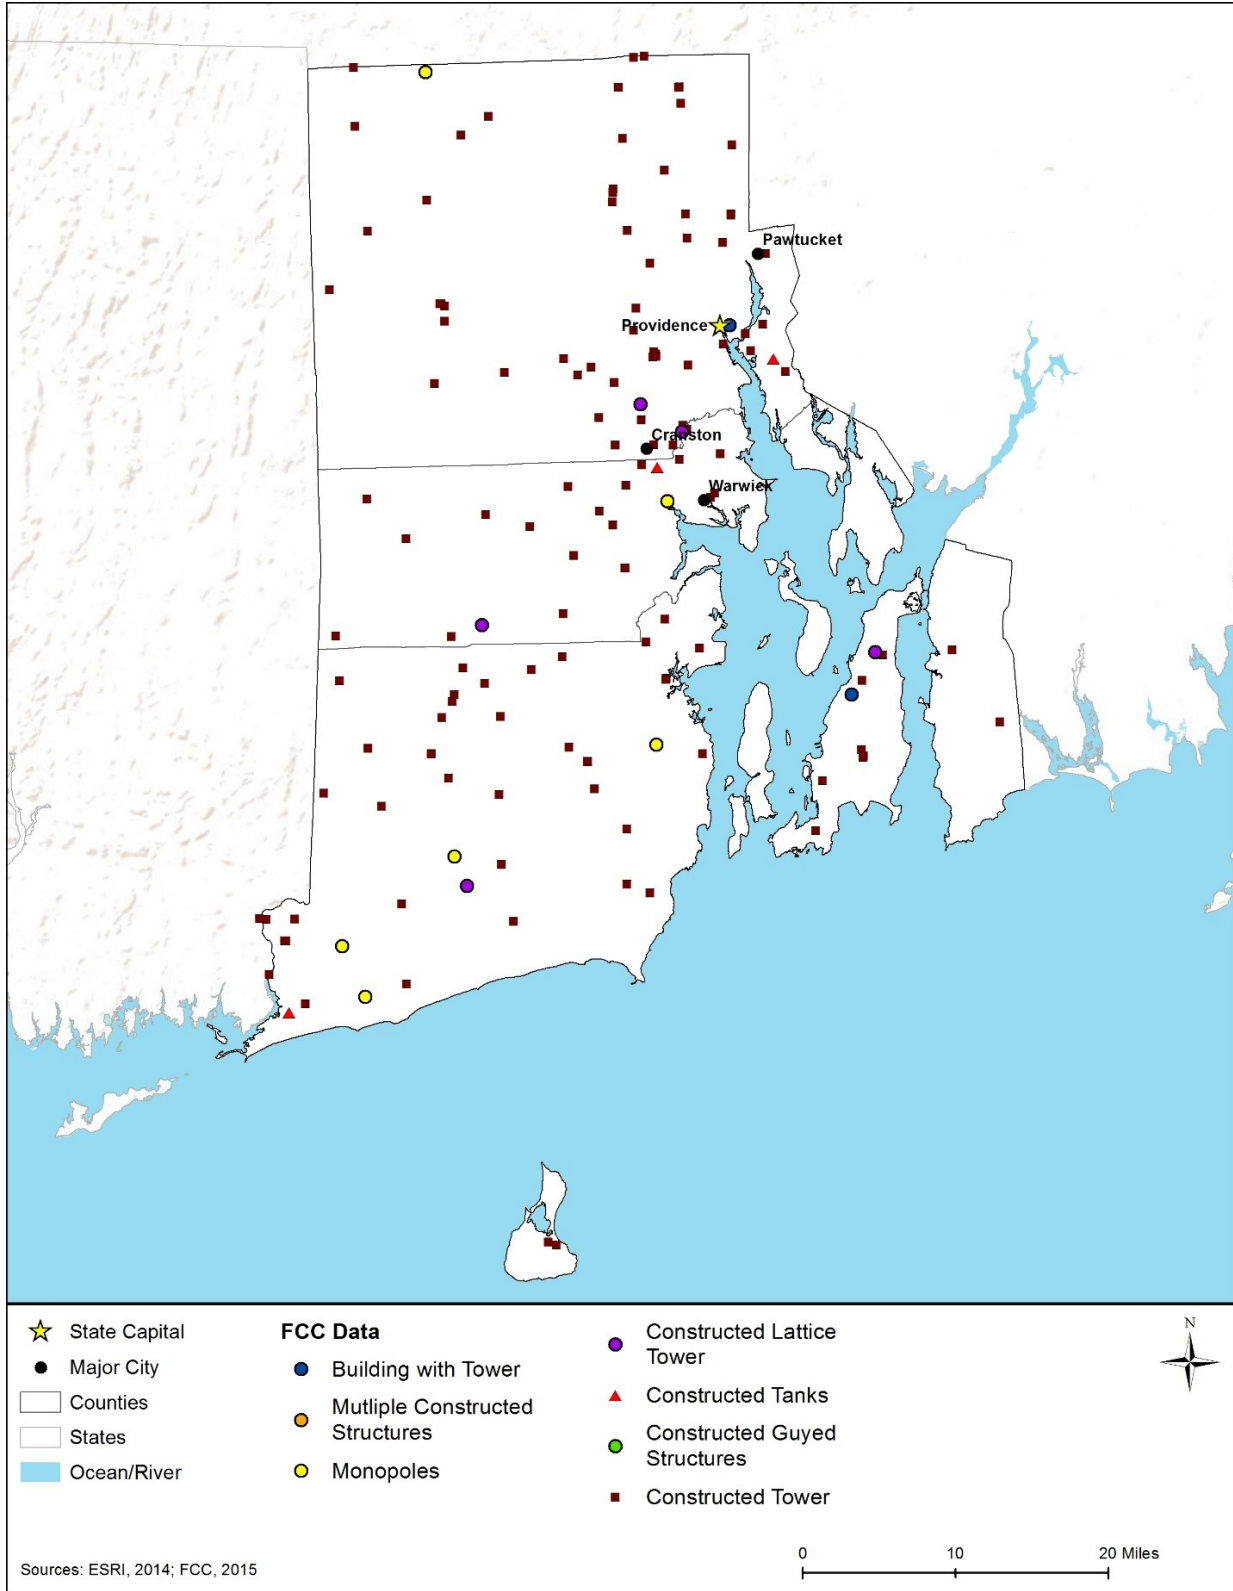 Pawtucket
Providence
Cranston
Warwick
State Capital
Major City
Counties
States
Ocean/River
FCC Data
Building with Tower
Mutliple Constructed
Structures
Monopoles
Constructed Lattice
Tower
Constructed Tanks
Constructed Guyed
Structures
Constructed Tower
N
0 10 20 Miles
Sources: ESRI, 2014; FCC, 2015